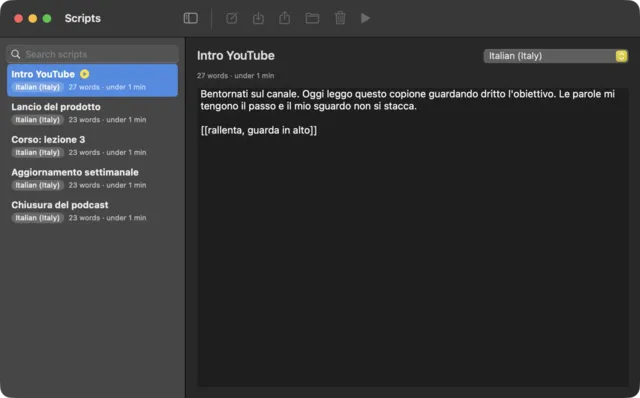 Scripts
Search scripts
Intro YouTube
Italian (Italy) 27 words · under 1 min
Lancio del prodotto
Italian (Italy) 23 words · under 1 min
Corso: lezione 3
Italian (Italy) 23 words · under 1 min
Aggiornamento settimanale
Italian (Italy) 23 words · under 1 min
Chiusura del podcast
Italian (Italy) 23 words · under 1 min
Intro YouTube
Italian (Italy)
27 words · under 1 min
Bentornati sul canale. Oggi leggo questo copione guardando dritto l'obiettivo. Le parole mi
tengono il passo e il mio sguardo non si stacca.
[[rallenta, guarda in alto]]